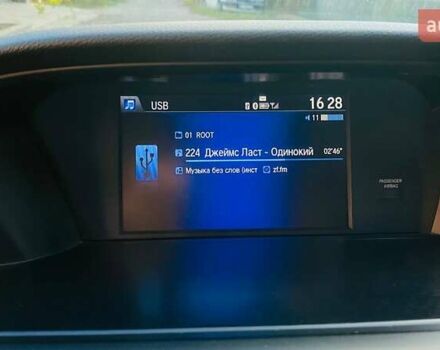 au
USB
16 28
11
01 ROOT
224 Джеймс Ласт - Одинокий 02'46"
Музыка без слов (инст zf.fm
PASSENGER
AIRBAG